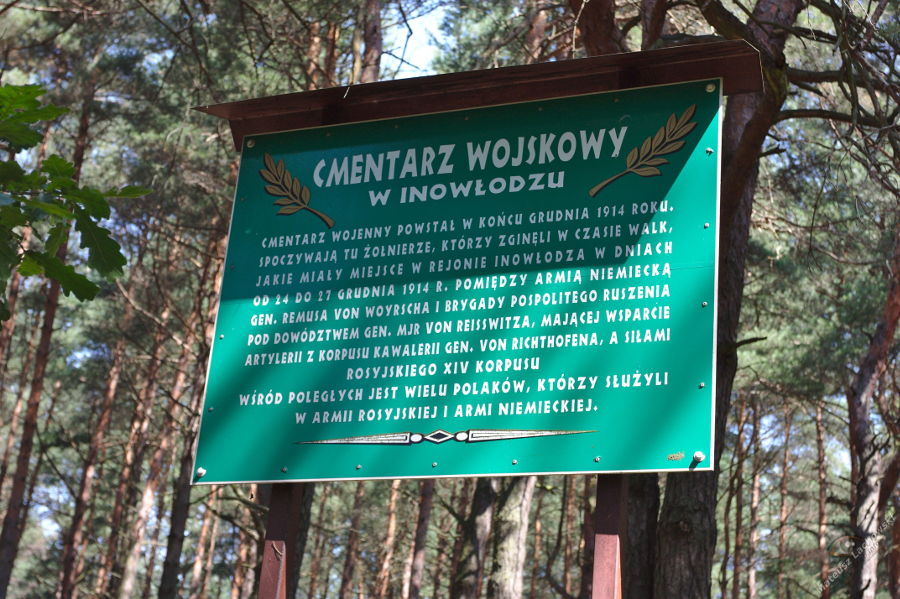 CMENTARZ WOJSKOWY
W INOWŁODZU
CMENTARZ WOJENNY POWSTAŁ W KOŃCU GRUDNIA 1914 ROKU.
SPOCZYWAJĄ TU ŻOŁNIERZE, KTÓRZY ZGINĘLI W CZASIE WALK,
JAKIE MIAŁY MIEJSCE W REJONIE INOWŁODZA W DNIACH
OD 24 DO 27 GRUDNIA 1914 R. POMIĘDZY ARMIĄ NIEMIECKĄ
GEN. REMUSA VON WOYRSCHA I BRYGADY POSPOLITEGO RUSZENIA
POD DOWÓDZTWEM GEN. MJR VON REISSWITZA, MAJĄCEJ WSPARCIE
ARTYLERII Z KORPUSU KAWALERII GEN. VON RICHTHOFENA, A SIŁAMI
ROSYJSKIEGO XIV KORPUSU
WŚRÓD POLEGŁYCH JEST WIELU POLAKÓW, KTÓRZY SŁUŻYLI
W ARMII ROSYJSKIEJ I ARMI NIEMIECKIEJ.
Mateusz